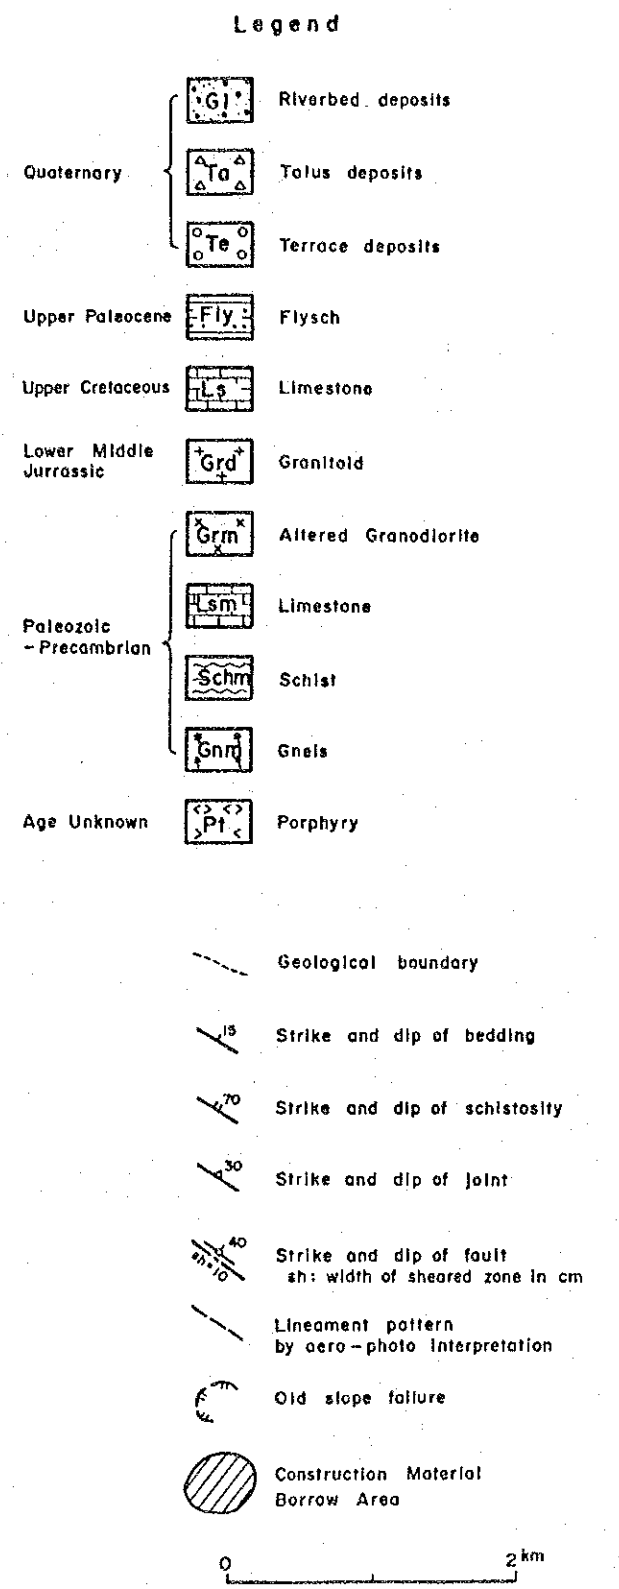 Legend
Gl Riverbed deposits
Quaternary Ta Talus deposits
Te Terrace deposits
Upper Paleocene Fly Flysch
Upper Cretaceous Ls Limestone
Lower Middle
Jurrassic Grd Granitoid
Grm Altered Granodiorite
Lsm Limestone
Paleozoic
-Precambrian
Schm Schist
Gnm Gneis
Age Unknown Pt Porphyry
Geological boundary
15 Strike and dip of bedding
70 Strike and dip of schistosity
30 Strike and dip of joint
40 Strike and dip of fault
sh=10 sh: width of sheared zone in cm
Lineament pattern
by aero-photo interpretation
Old slope failure
Construction Material
Borrow Area
0 2 km